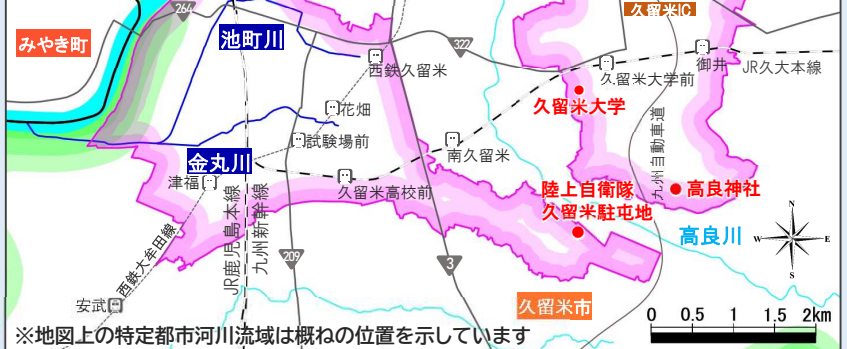 264
久留米IC
みやき町
池町川
322
西鉄久留米
御井
久留米大学前
JR久大本線
久留米大学
花畑
試験場前
九州自動車道
金丸川
南久留米
津福
久留米高校前
陸上自衛隊
久留米駐屯地
高良神社
JR鹿児島本線
九州新幹線
高良川
N
W
E
S
西鉄大牟田線
209
3
安武
久留米市
0 0.5 1 1.5 2km
※地図上の特定都市河川流域は概ねの位置を示しています